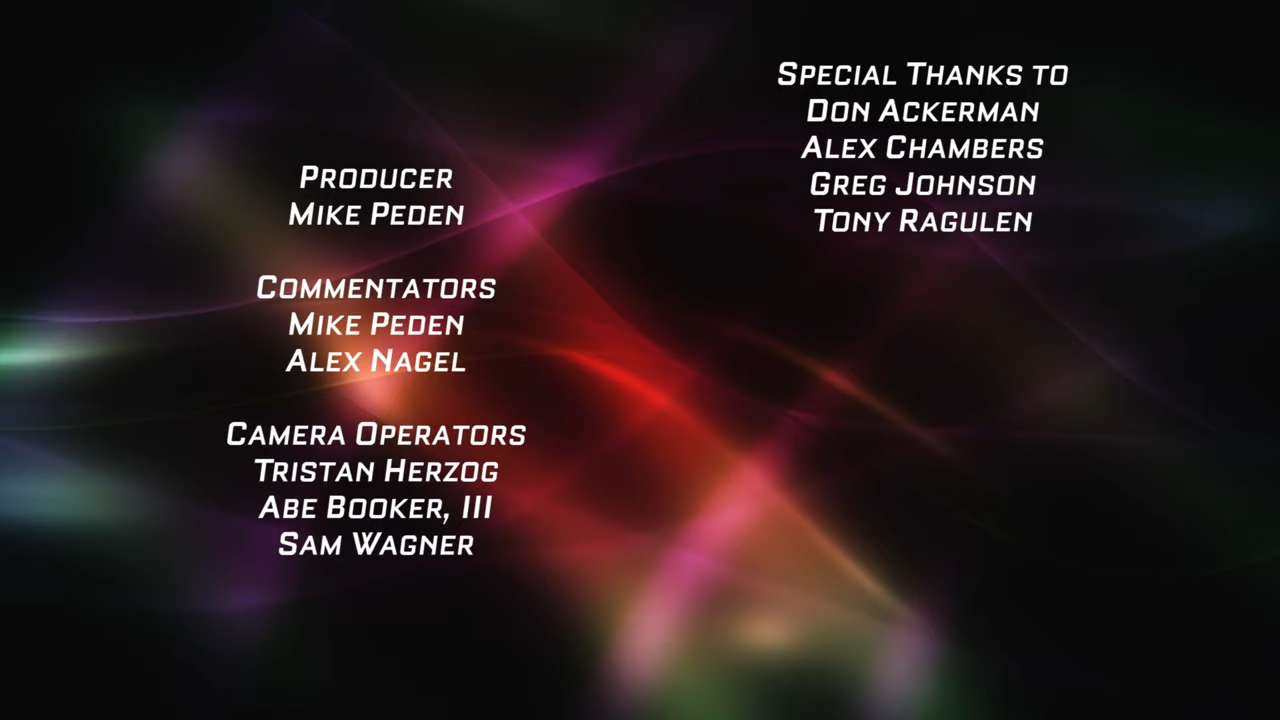 Producer
Mike Peden
Commentators
Mike Peden
Alex Nagel
Camera Operators
Tristan Herzog
Abe Booker, III
Sam Wagner
Special Thanks to
Don Ackerman
Alex Chambers
Greg Johnson
Tony Ragulen